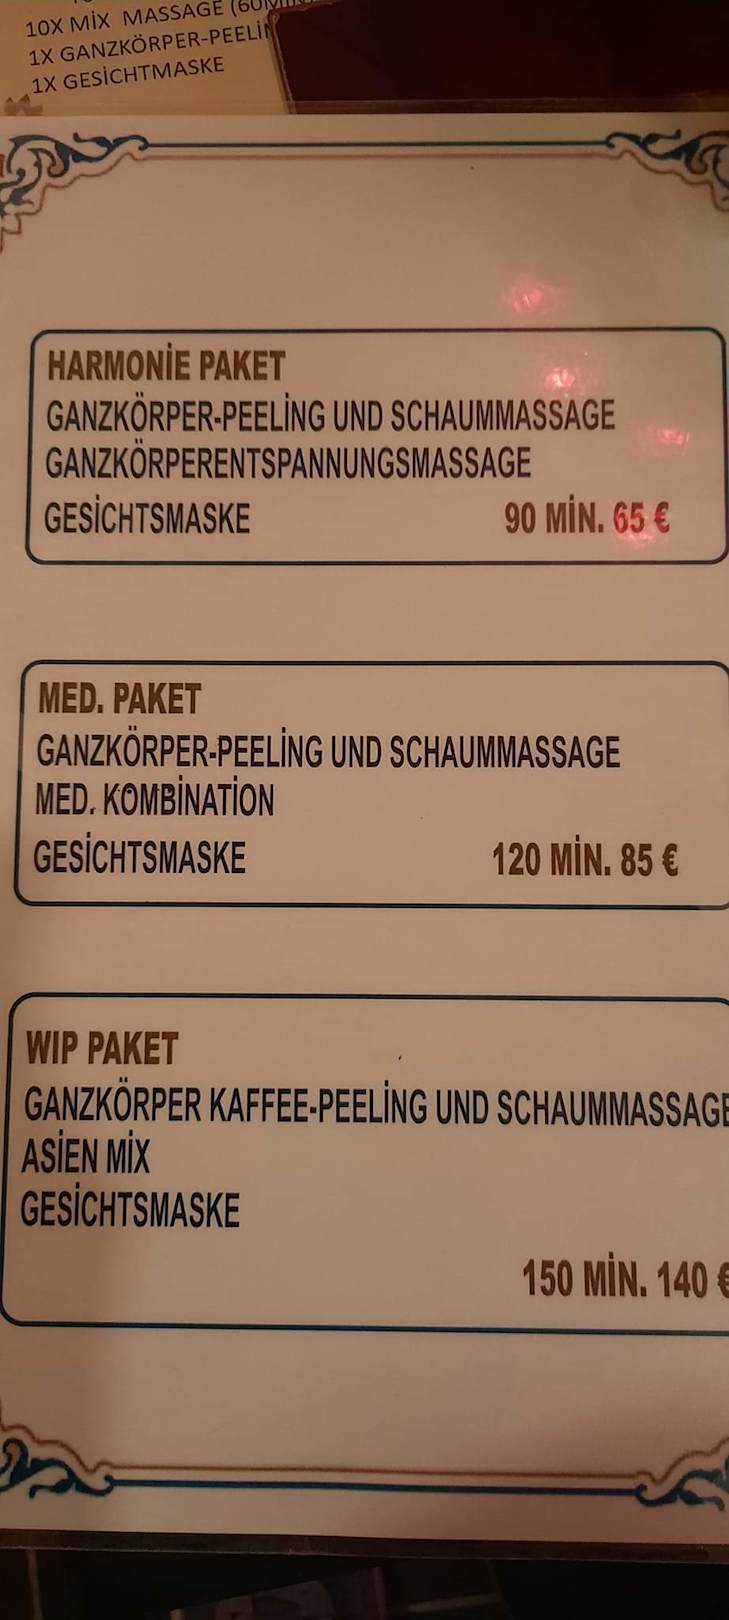 10X MİX MASSAGE (60MIN
1X GANZKÖRPER-PEELİN
1X GESİCHTMASKE
HARMONİE PAKET
GANZKÖRPER-PEELİNG UND SCHAUMMASSAGE
GANZKÖRPERENTSPANNUNGSMASSAGE
GESİCHTSMASKE 90 MİN. 65 €
MED. PAKET
GANZKÖRPER-PEELİNG UND SCHAUMMASSAGE
MED. KOMBİNATİON
GESİCHTSMASKE 120 MİN. 85 €
WIP PAKET
GANZKÖRPER KAFFEE-PEELİNG UND SCHAUMMASSAGE
ASİEN MİX
GESİCHTSMASKE
150 MİN. 140 €